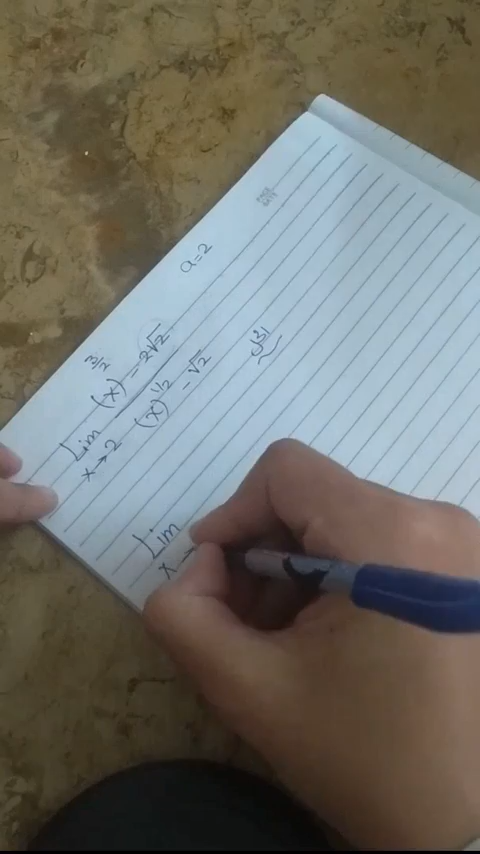 a = 2
Lim x→2 (x)^3/2 - 2√2 / (x)^1/2 - √2
Lim
x→